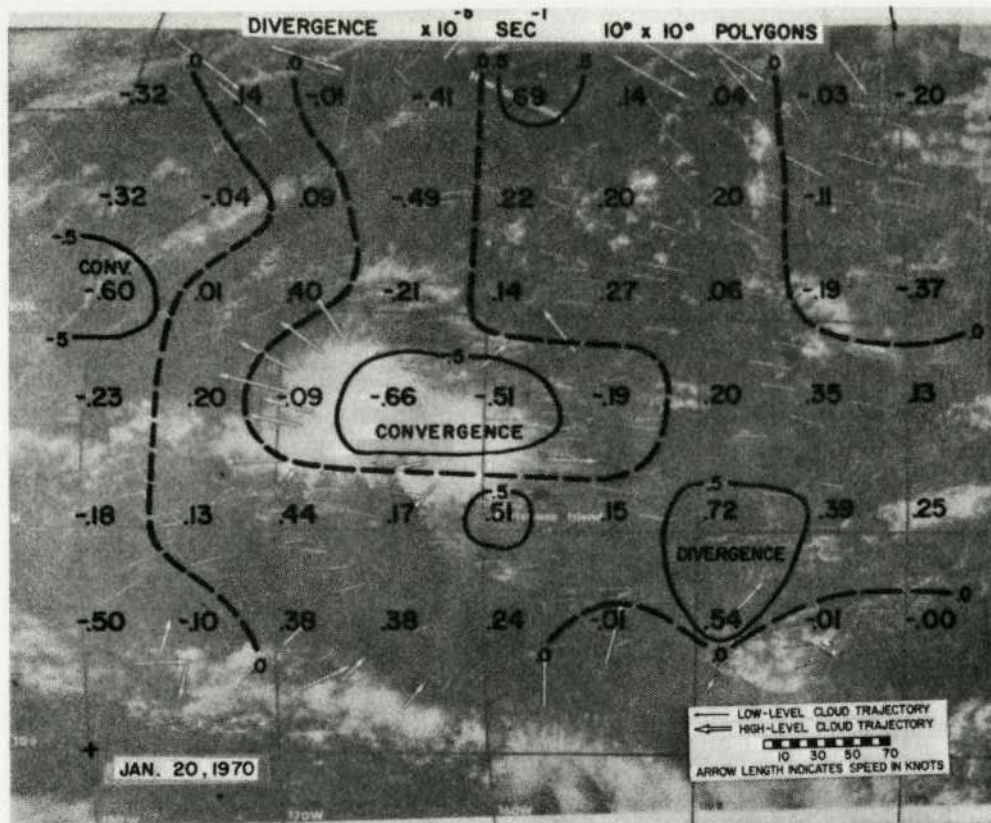 DIVERGENCE x10⁻⁵ SEC⁻¹ 10° x 10° POLYGONS
0 0 0 .5 .5 0
-.32 .14 -.01 -.41 .69 .14 .04 -.03 -.20
-.32 -.04 .09 -.49 .22 .20 .20 -.11
-.5
CONV.
-.60 .01 .40 -.21 .14 .27 .06 -.19 -.37
-.5 0
.5
-.23 .20 -.09 -.66 -.51 -.19 .20 .35 .13
CONVERGENCE
.5 .5
-.18 .13 .44 .17 .51 .15 .72 .39 .25
DIVERGENCE
0
-.50 -.10 .38 .38 .24 -.01 .54 -.01 -.00
0 0 0
LOW-LEVEL CLOUD TRAJECTORY
HIGH-LEVEL CLOUD TRAJECTORY
10 30 50 70
ARROW LENGTH INDICATES SPEED IN KNOTS
JAN. 20, 1970
170W